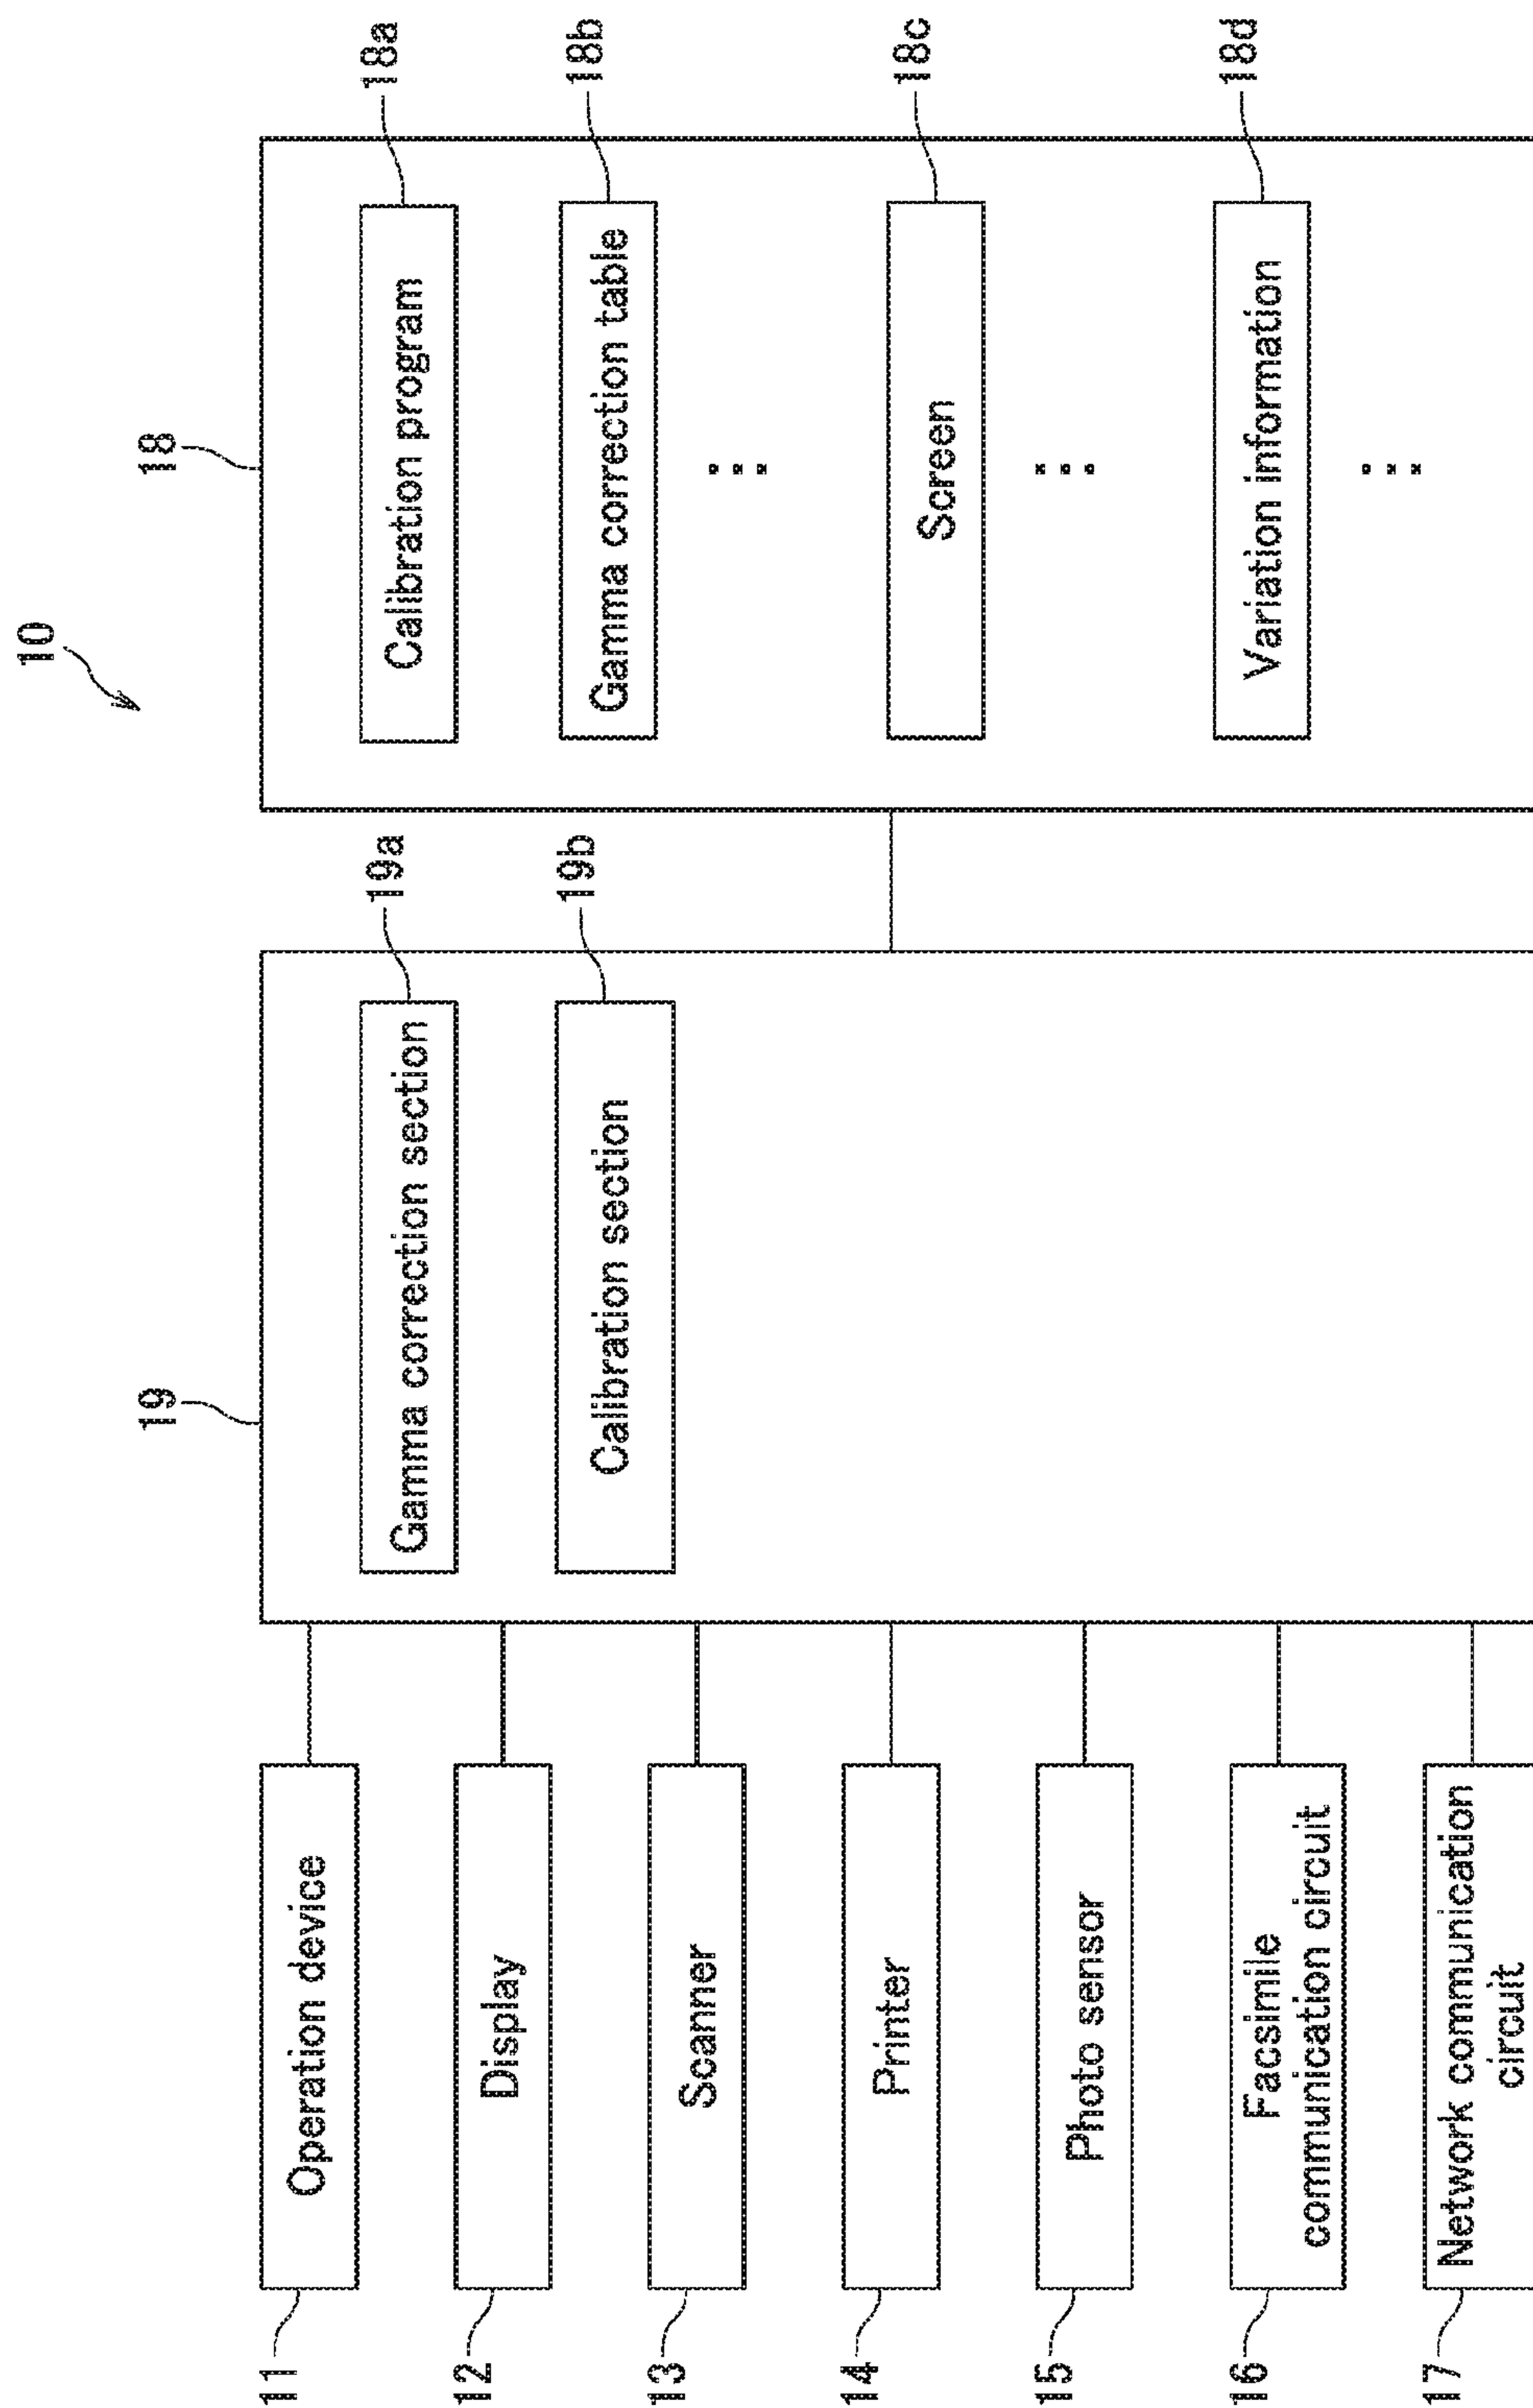 10
11
Operation device
12
Display
13
Scanner
14
Printer
15
Photo sensor
16
Facsimile
communication circuit
17
Network communication
circuit
19
Gamma correction section
19a
Calibration section
19b
18
Calibration program
18a
Gamma correction table
18b
Screen
18c
Variation information
18d